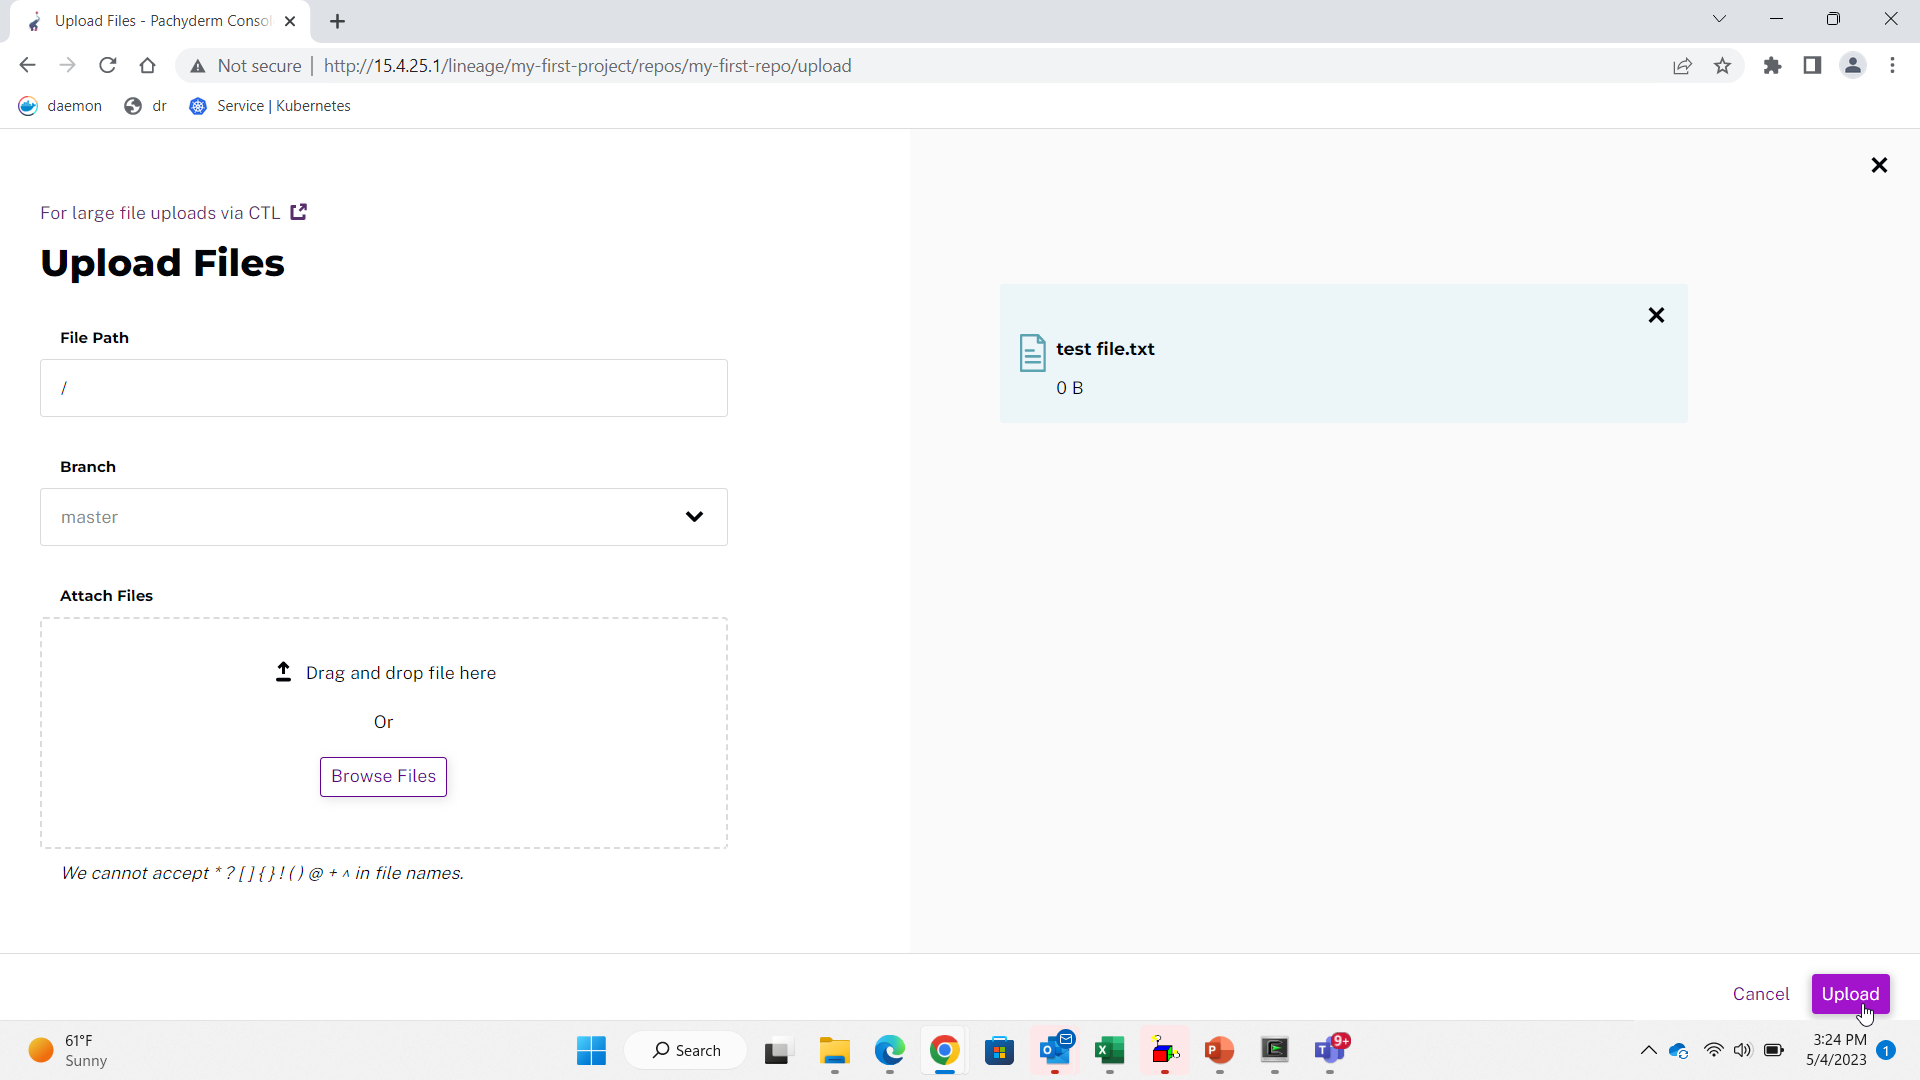 Upload Files - Pachyderm Consol
Not secure | http://15.4.25.1/lineage/my-first-project/repos/my-first-repo/upload
daemon dr Service | Kubernetes
For large file uploads via CTL
Upload Files
File Path
/
Branch
master
Attach Files
Drag and drop file here
Or
Browse Files
We cannot accept * ? [ ] { } ! ( ) @ + ^ in file names.
test file.txt
0 B
Cancel Upload
61°F
Sunny
Search
9+
3:24 PM
5/4/2023
1